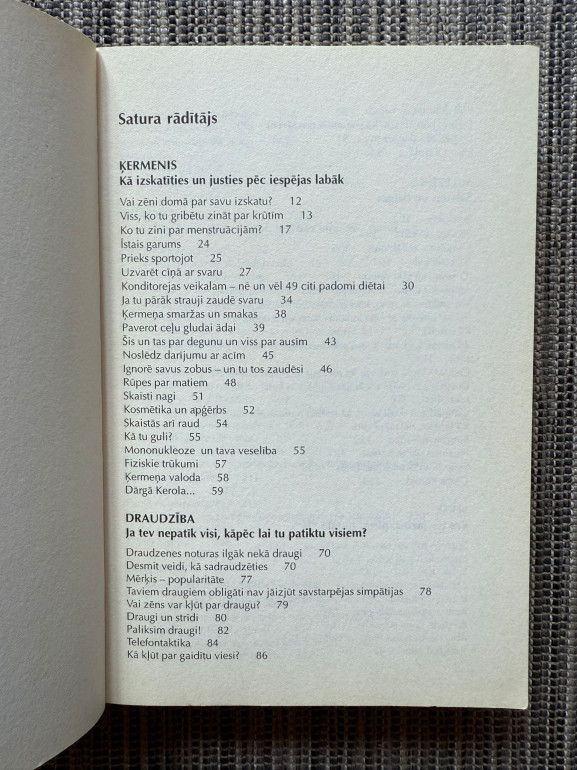 Satura rādītājs
ĶERMENIS
Kā izskatīties un justies pēc iespējas labāk
Vai zēni domā par savu izskatu? 12
Viss, ko tu gribētu zināt par krūtīm 13
Ko tu zini par menstruācijām? 17
Īstais garums 24
Prieks sportojot 25
Uzvarēt cīņā ar svaru 27
Konditorejas veikalam – nē un vēl 49 citi padomi diētai 30
Ja tu pārāk strauji zaudē svaru 34
Ķermeņa smaržas un smakas 38
Paverot ceļu gludai ādai 39
Šis un tas par degunu un viss par ausīm 43
Noslēdz darījumu ar acīm 45
Ignorē savus zobus – un tu tos zaudēsi 46
Rūpes par matiem 48
Skaisti nagi 51
Kosmētika un apģērbs 52
Skaistās arī raud 54
Kā tu guli? 55
Mononukleoze un tava veselība 55
Fiziskie trūkumi 57
Ķermeņa valoda 58
Dārgā Kerola... 59
DRAUDZĪBA
Ja tev nepatīk visi, kāpēc lai tu patiktu visiem?
Draudzenes noturas ilgāk nekā draugi 70
Desmit veidi, kā sadraudzēties 70
Mērķis – popularitāte 77
Taviem draugiem obligāti nav jāizjūt savstarpējas simpātijas 78
Vai zēns var kļūt par draugu? 79
Draugi un strīdi 80
Paliksim draugi! 82
Telefontaktika 84
Kā kļūt par gaidītu viesi? 86